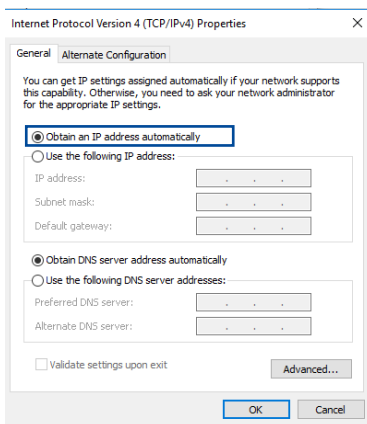 Internet Protocol Version 4 (TCP/IPv4) Properties
General
Alternate Configuration
You can get IP settings assigned automatically if your network supports
this capability. Otherwise, you need to ask your network administrator
for the appropriate IP settings.
Obtain an IP address automatically
Use the following IP address:
IP address:
Subnet mask:
Default gateway:
Obtain DNS server address automatically
Use the following DNS server addresses:
Preferred DNS server:
Alternate DNS server:
Validate settings upon exit
Advanced...
OK
Cancel